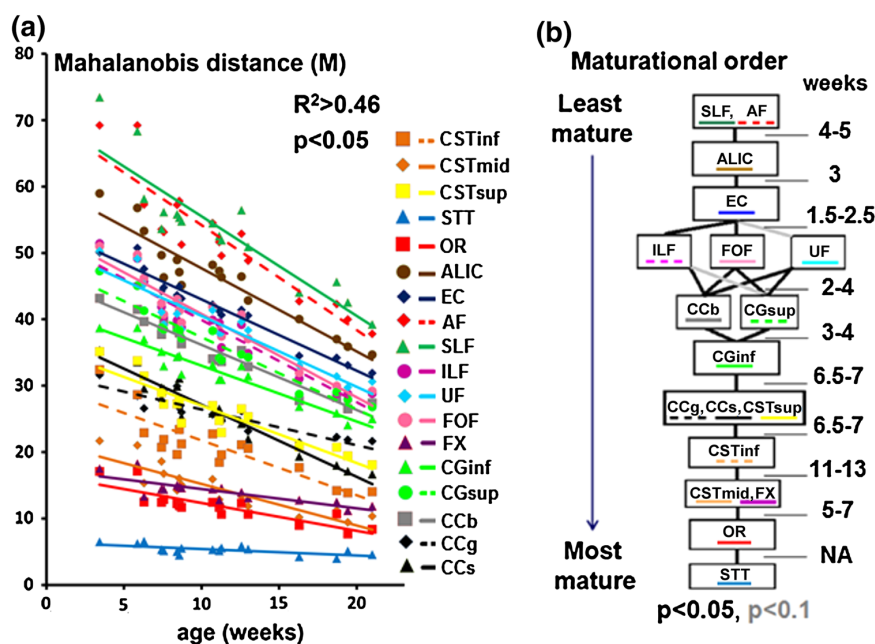 (a)
Mahalanobis distance (M)
R²>0.46
p<0.05
80
70
60
50
40
30
20
10
0
0
5
10
15
20
age (weeks)
CSTinf
CSTmid
CSTsup
STT
OR
ALIC
EC
AF
SLF
ILF
UF
FOF
FX
CGinf
CGsup
CCb
CCg
CCs
(b)
Maturational order
weeks
Least
mature
Most
mature
SLF, AF
4-5
ALIC
3
EC
1.5-2.5
ILF FOF UF
2-4
CCb CGsup
3-4
CGinf
6.5-7
CCg,CCs,CSTsup
6.5-7
CSTinf
11-13
CSTmid,FX
5-7
OR
NA
STT
p<0.05, p<0.1